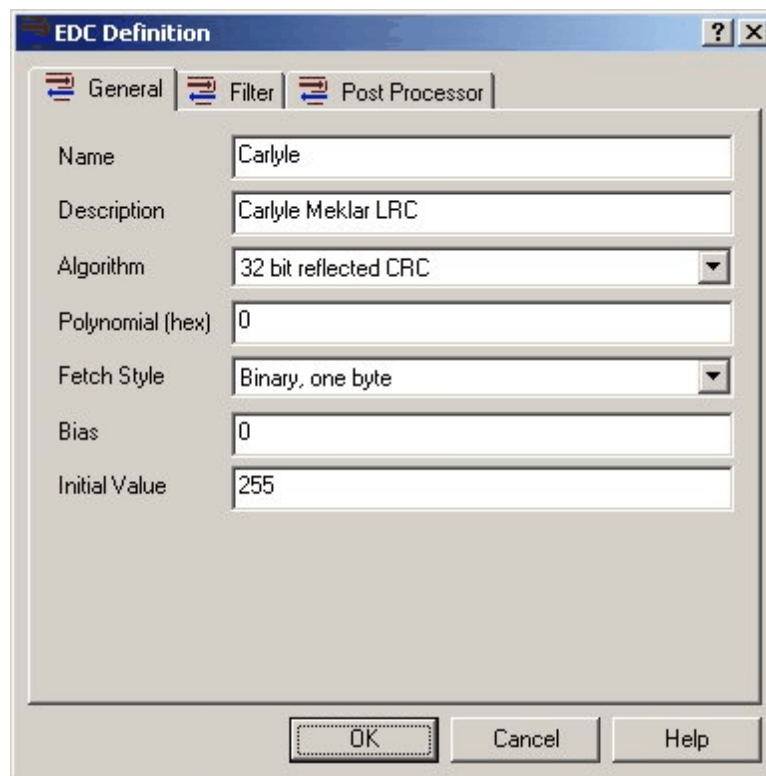 EDC Definition
General Filter Post Processor
Name Carlyle
Description Carlyle Meklar LRC
Algorithm 32 bit reflected CRC
Polynomial (hex) 0
Fetch Style Binary, one byte
Bias 0
Initial Value 255
OK Cancel Help